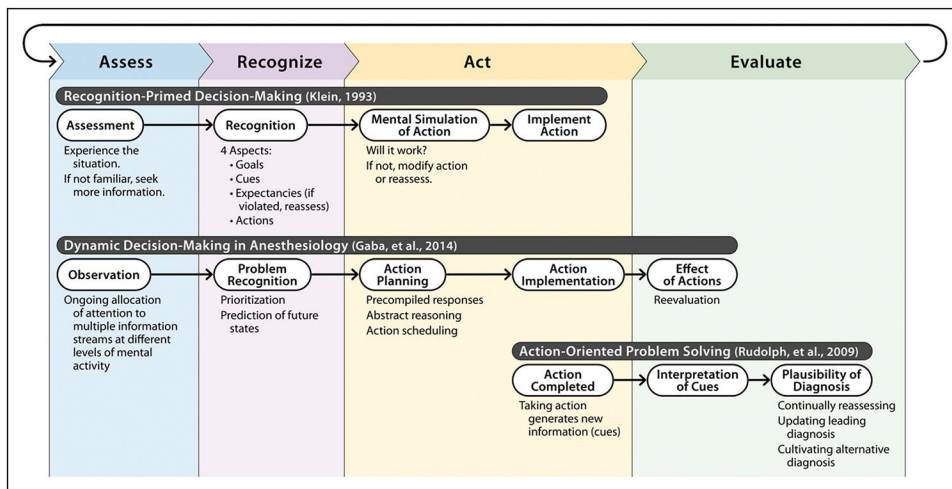 Assess
Recognize
Act
Evaluate
Recognition-Primed Decision-Making (Klein, 1993)
Assessment
Experience the
situation.
If not familiar, seek
more information.
Recognition
4 Aspects:
• Goals
• Cues
• Expectancies (if
violated, reassess)
• Actions
Mental Simulation
of Action
Will it work?
If not, modify action
or reassess.
Implement
Action
Dynamic Decision-Making in Anesthesiology (Gaba, et al., 2014)
Observation
Ongoing allocation
of attention to
multiple information
streams at different
levels of mental
activity
Problem
Recognition
Prioritization
Prediction of future
states
Action
Planning
Precompiled responses
Abstract reasoning
Action scheduling
Action
Implementation
Effect
of Actions
Reevaluation
Action-Oriented Problem Solving (Rudolph, et al., 2009)
Action
Completed
Taking action
generates new
information (cues)
Interpretation
of Cues
Plausibility of
Diagnosis
Continually reassessing
Updating leading
diagnosis
Cultivating alternative
diagnosis